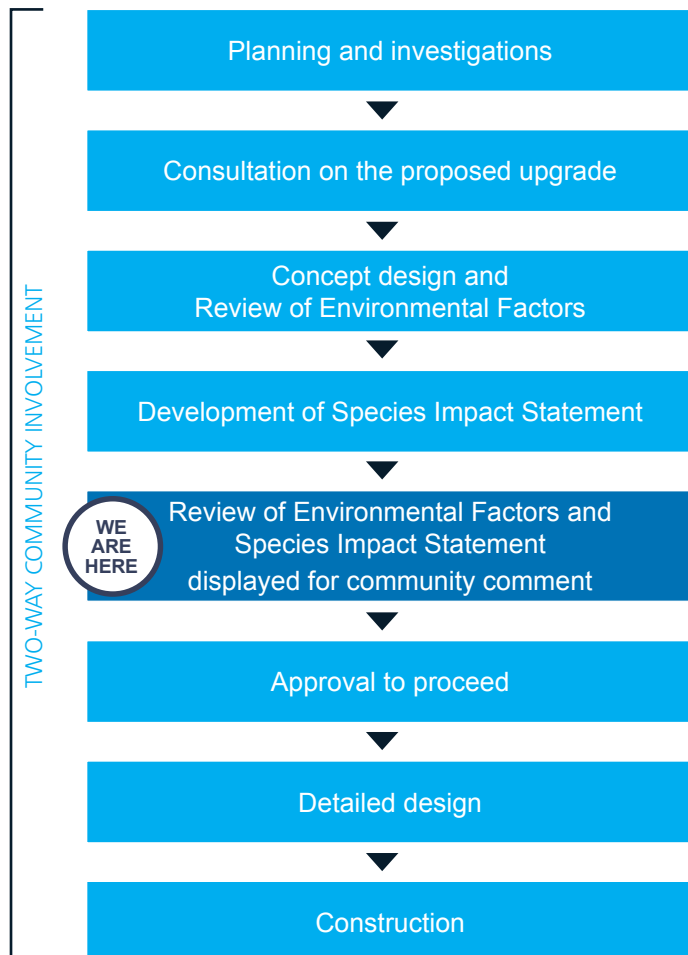 Planning and investigations
Consultation on the proposed upgrade
Concept design and
Review of Environmental Factors
Development of Species Impact Statement
TWO-WAY COMMUNITY INVOLVEMENT
WE
ARE
HERE
Review of Environmental Factors and
Species Impact Statement
displayed for community comment
Approval to proceed
Detailed design
Construction